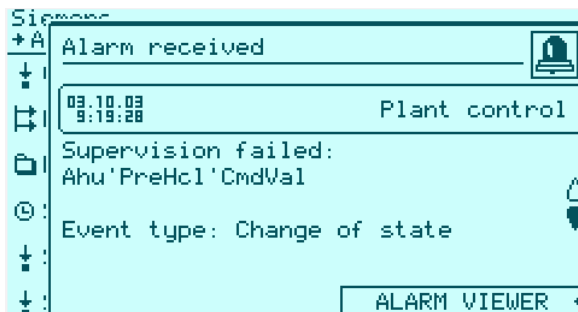 Siemens
A
Alarm received
03.10.03
9:19:28
Plant control
Supervision failed:
Ahu'PreHcl'CmdVal
Event type: Change of state
ALARM VIEWER